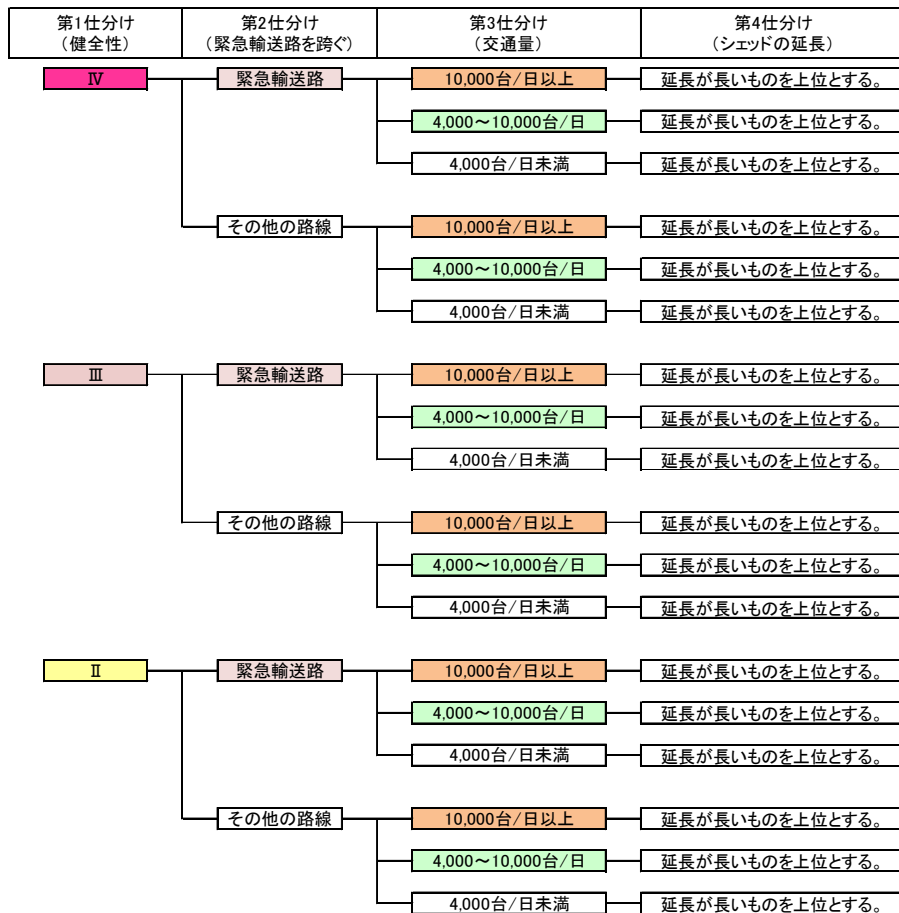 第1仕分け
(健全性)
第2仕分け
(緊急輸送路を跨ぐ)
第3仕分け
(交通量)
第4仕分け
(シェッドの延長)
Ⅳ
緊急輸送路
10,000台/日以上
延長が長いものを上位とする。
4,000～10,000台/日
延長が長いものを上位とする。
4,000台/日未満
延長が長いものを上位とする。
その他の路線
10,000台/日以上
延長が長いものを上位とする。
4,000～10,000台/日
延長が長いものを上位とする。
4,000台/日未満
延長が長いものを上位とする。
Ⅲ
緊急輸送路
10,000台/日以上
延長が長いものを上位とする。
4,000～10,000台/日
延長が長いものを上位とする。
4,000台/日未満
延長が長いものを上位とする。
その他の路線
10,000台/日以上
延長が長いものを上位とする。
4,000～10,000台/日
延長が長いものを上位とする。
4,000台/日未満
延長が長いものを上位とする。
Ⅱ
緊急輸送路
10,000台/日以上
延長が長いものを上位とする。
4,000～10,000台/日
延長が長いものを上位とする。
4,000台/日未満
延長が長いものを上位とする。
その他の路線
10,000台/日以上
延長が長いものを上位とする。
4,000～10,000台/日
延長が長いものを上位とする。
4,000台/日未満
延長が長いものを上位とする。